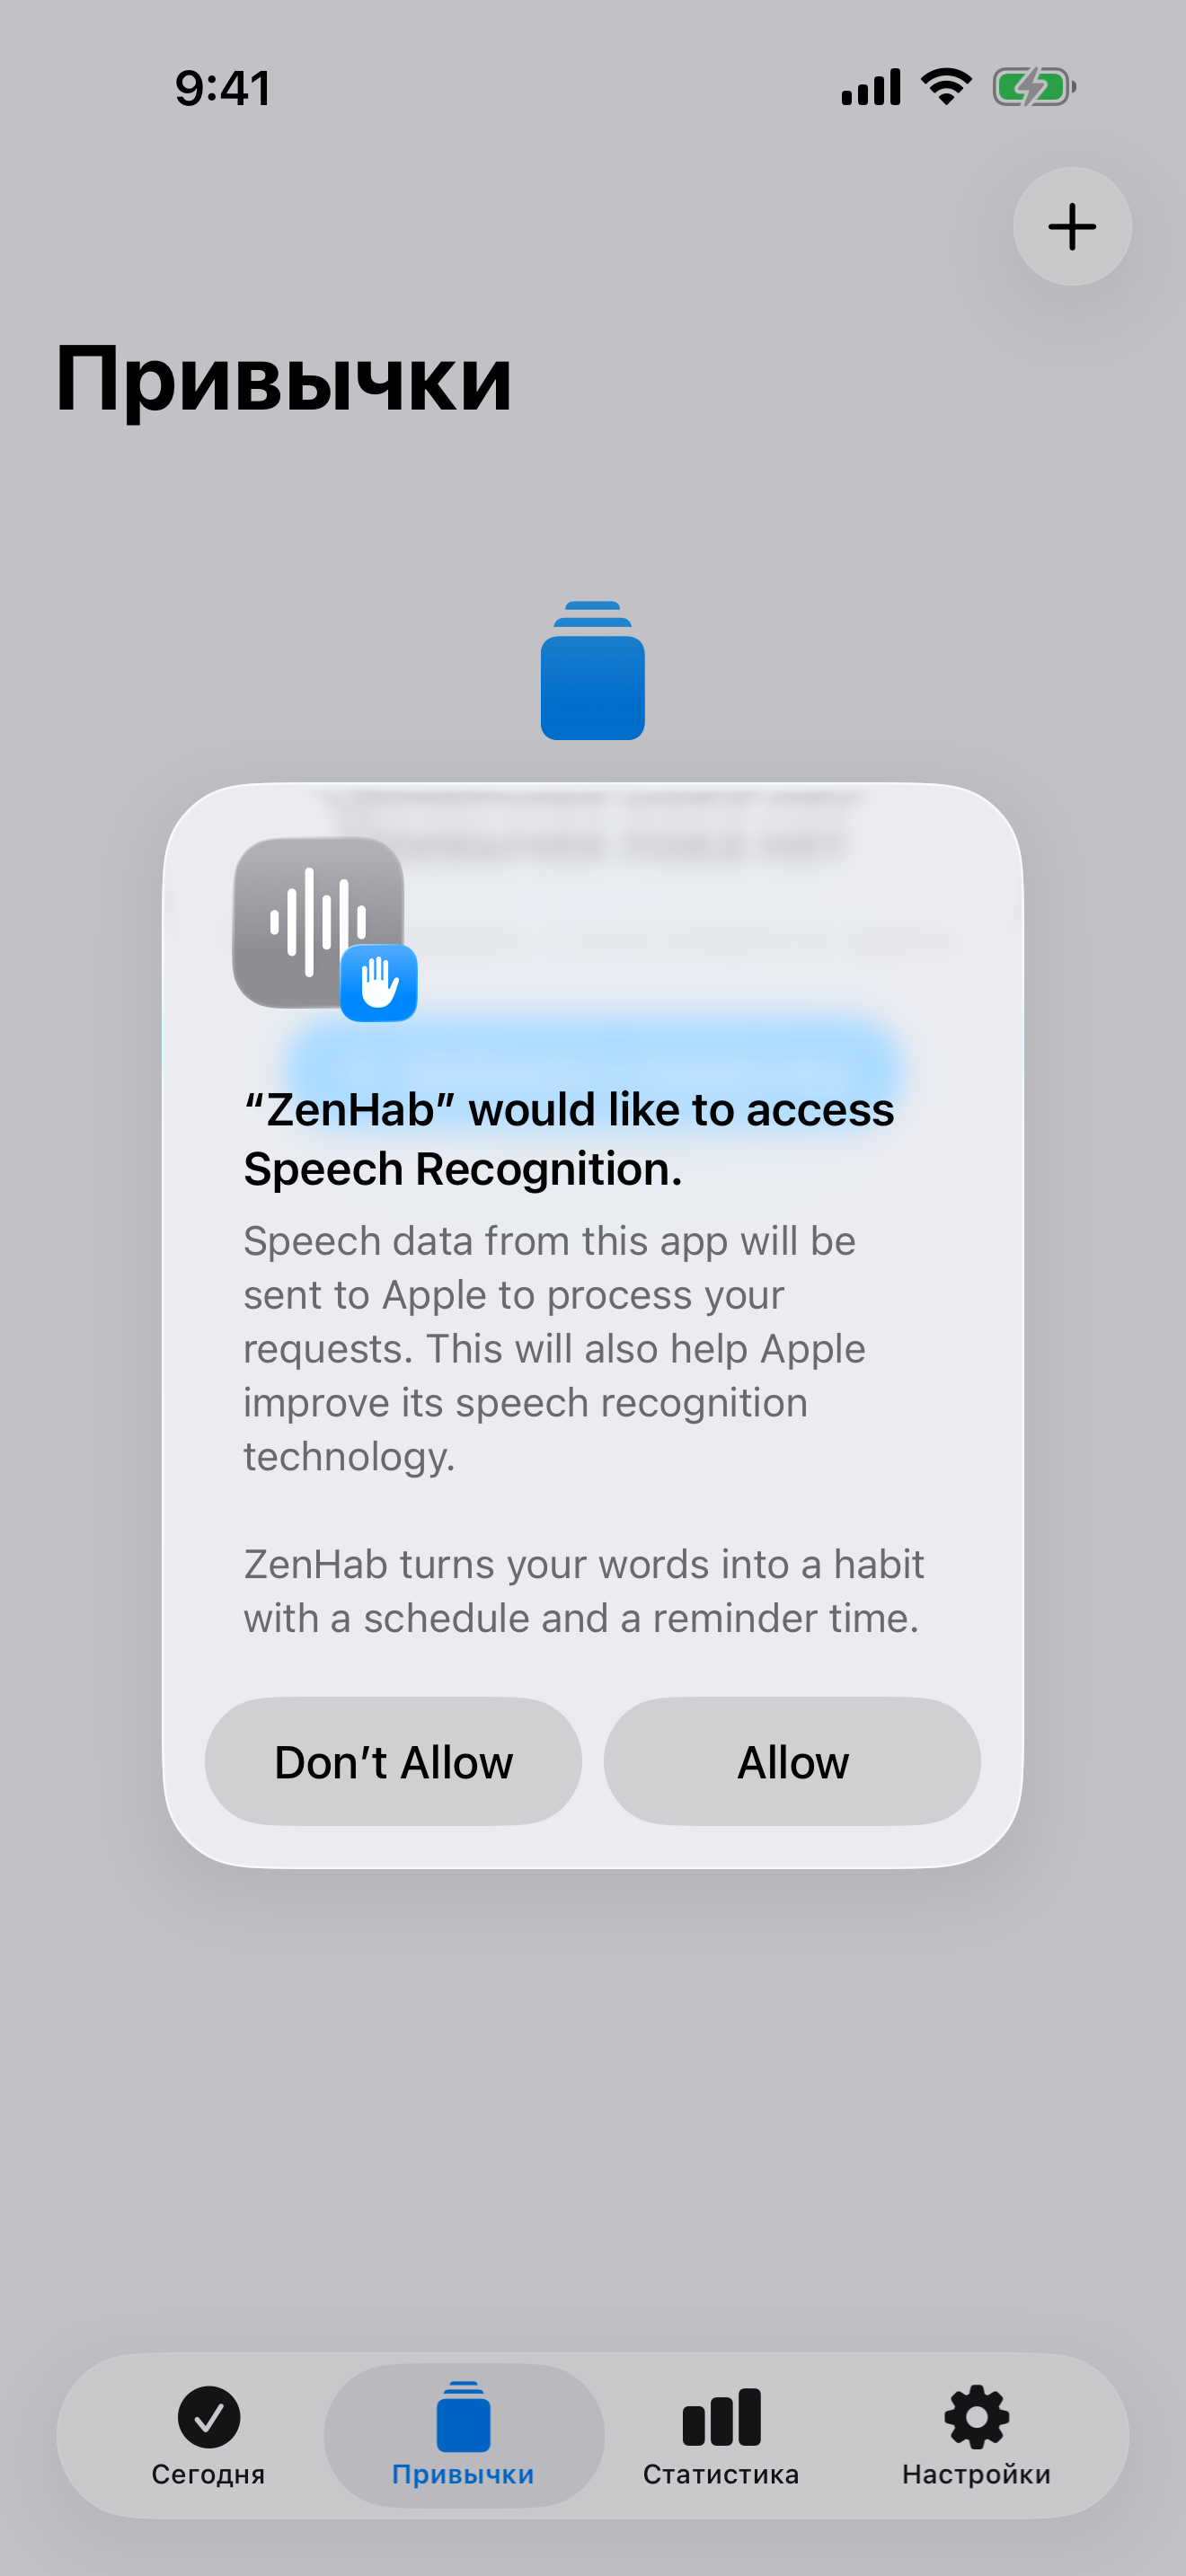 9:41
Привычки
“ZenHab” would like to access
Speech Recognition.
Speech data from this app will be
sent to Apple to process your
requests. This will also help Apple
improve its speech recognition
technology.
ZenHab turns your words into a habit
with a schedule and a reminder time.
Don’t Allow
Allow
Сегодня
Привычки
Статистика
Настройки